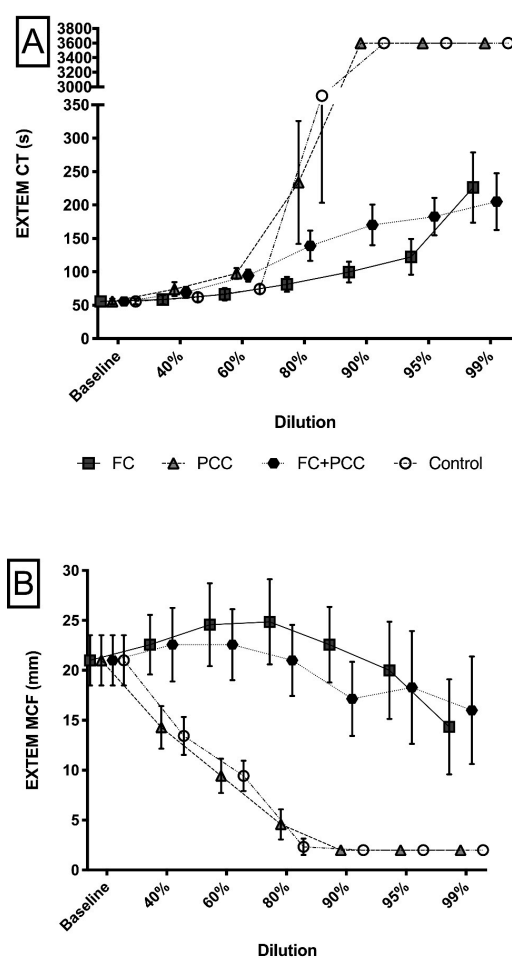 A
3800
3600
3400
3200
3000
350
300
250
200
150
100
50
0
EXTEM CT (s)
Baseline 40% 60% 80% 90% 95% 99%
Dilution
FC PCC FC+PCC Control
B
30
25
20
15
10
5
0
EXTEM MCF (mm)
Baseline 40% 60% 80% 90% 95% 99%
Dilution